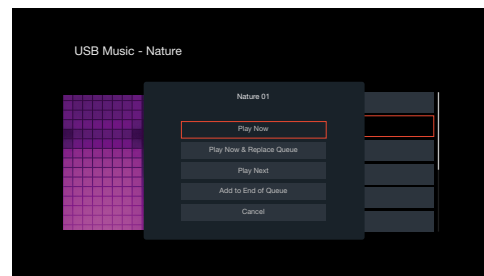 USB Music - Nature
Nature 01
Play Now
Play Now & Replace Queue
Play Next
Add to End of Queue
Cancel